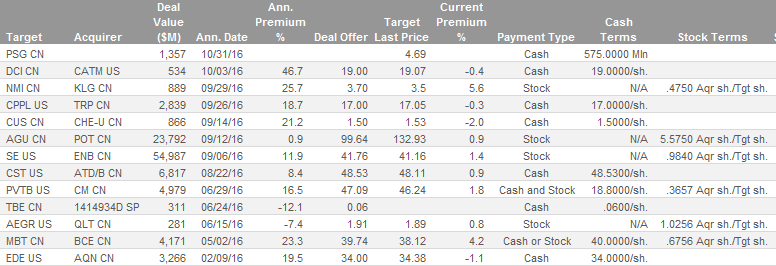 Deal Ann. Current
Value Premium Target Premium Cash
Target Acquirer ($M) Ann. Date % Deal Offer Last Price % Payment Type Terms Stock Terms
PSG CN 1,357 10/31/16 4.69 Cash 575.0000 Mln
DCI CN CATM US 534 10/03/16 46.7 19.00 19.07 -0.4 Cash 19.0000/sh.
NMI CN KLG CN 889 09/29/16 25.7 3.70 3.5 5.6 Stock N/A .4750 Aqr sh./Tgt sh.
CPPL US TRP CN 2,839 09/26/16 18.7 17.00 17.05 -0.3 Cash 17.0000/sh.
CUS CN CHE-U CN 866 09/14/16 21.2 1.50 1.53 -2.0 Cash 1.5000/sh.
AGU CN POT CN 23,792 09/12/16 0.9 99.64 132.93 0.9 Stock N/A 5.5750 Aqr sh./Tgt sh.
SE US ENB CN 54,987 09/06/16 11.9 41.76 41.16 1.4 Stock N/A .9840 Aqr sh./Tgt sh.
CST US ATD/B CN 6,817 08/22/16 8.4 48.53 48.11 0.9 Cash 48.5300/sh.
PVTB US CM CN 4,979 06/29/16 16.5 47.09 46.24 1.8 Cash and Stock 18.8000/sh. .3657 Aqr sh./Tgt sh.
TBE CN 1414934D SP 311 06/24/16 -12.1 0.06 Cash .0600/sh.
AEGR US QLT CN 281 06/15/16 -7.4 1.91 1.89 0.8 Stock N/A 1.0256 Aqr sh./Tgt sh.
MBT CN BCE CN 4,171 05/02/16 23.3 39.74 38.12 4.2 Cash or Stock 40.0000/sh. .6756 Aqr sh./Tgt sh.
EDE US AQN CN 3,266 02/09/16 19.5 34.00 34.38 -1.1 Cash 34.0000/sh.